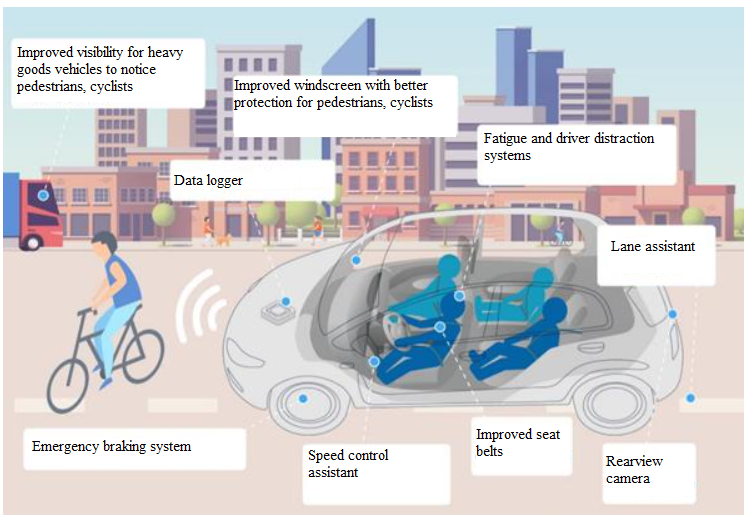 Improved visibility for heavy
goods vehicles to notice
pedestrians, cyclists
Improved windscreen with better
protection for pedestrians, cyclists
Fatigue and driver distraction
systems
Data logger
Lane assistant
Emergency braking system
Speed control
assistant
Improved seat
belts
Rearview
camera